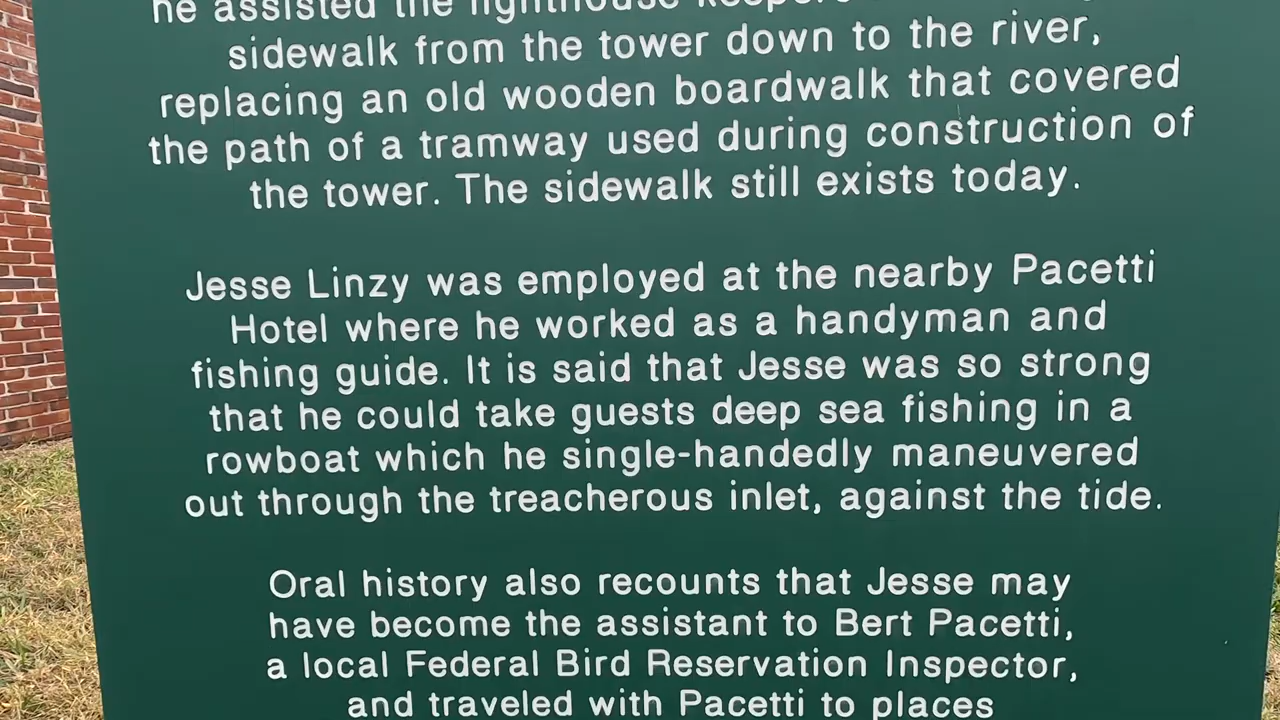 he assisted the lighthouse keepers
sidewalk from the tower down to the river,
replacing an old wooden boardwalk that covered
the path of a tramway used during construction of
the tower. The sidewalk still exists today.
Jesse Linzy was employed at the nearby Pacetti
Hotel where he worked as a handyman and
fishing guide. It is said that Jesse was so strong
that he could take guests deep sea fishing in a
rowboat which he single-handedly maneuvered
out through the treacherous inlet, against the tide.
Oral history also recounts that Jesse may
have become the assistant to Bert Pacetti,
a local Federal Bird Reservation Inspector,
and traveled with Pacetti to places